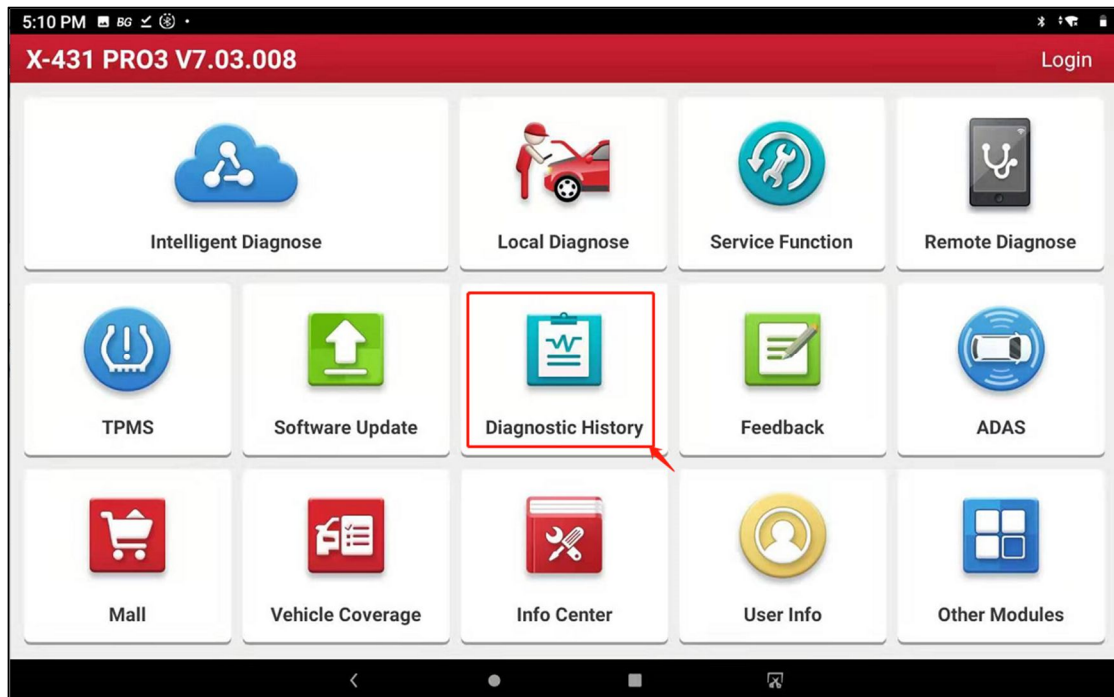 5:10 PM BG
X-431 PRO3 V7.03.008
Login
Intelligent Diagnose
Local Diagnose
Service Function
Remote Diagnose
TPMS
Software Update
Diagnostic History
Feedback
ADAS
Mall
Vehicle Coverage
Info Center
User Info
Other Modules